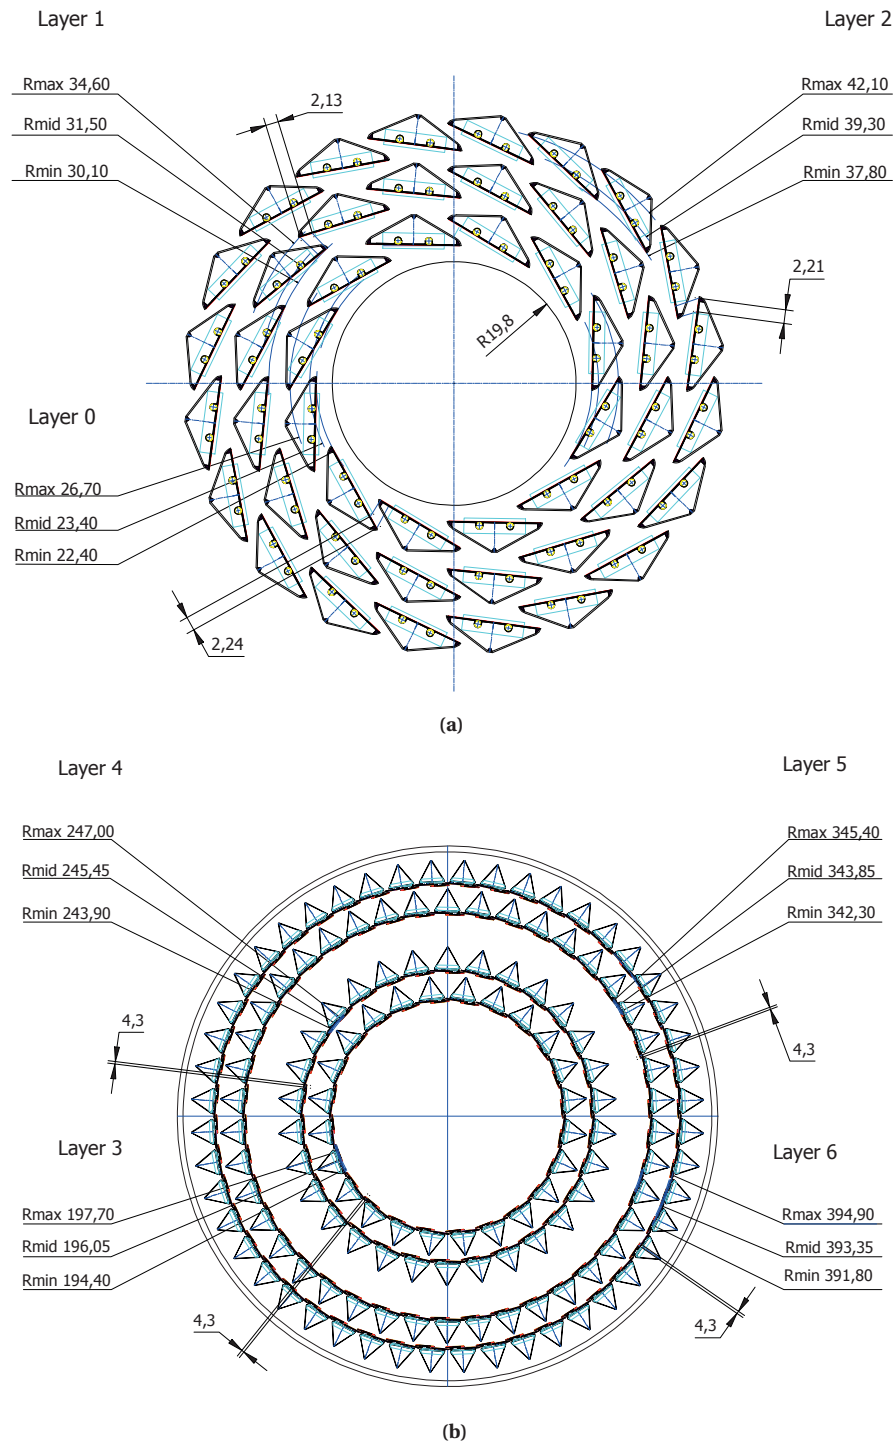 Layer 1
Layer 2
Rmax 34,60
Rmid 31,50
Rmin 30,10
2,13
Rmax 42,10
Rmid 39,30
Rmin 37,80
2,21
R19,8
Layer 0
Rmax 26,70
Rmid 23,40
Rmin 22,40
2,24
(a)
Layer 4
Layer 5
Rmax 247,00
Rmid 245,45
Rmin 243,90
Rmax 345,40
Rmid 343,85
Rmin 342,30
4,3
4,3
Layer 3
Layer 6
Rmax 197,70
Rmid 196,05
Rmin 194,40
Rmax 394,90
Rmid 393,35
Rmin 391,80
4,3
4,3
(b)